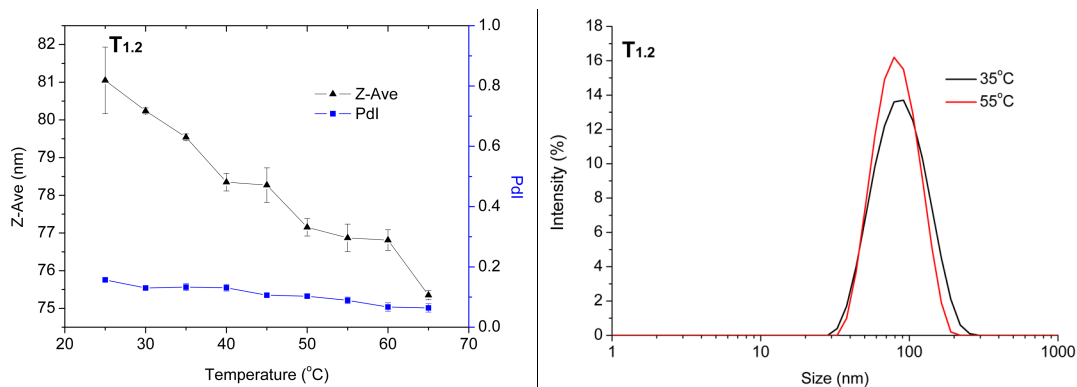 T1.2
Z-Ave
PdI
82
81
80
79
78
77
76
75
Z-Ave (nm)
1.0
0.8
0.6
0.4
0.2
0.0
PdI
20 30 40 50 60 70
Temperature (°C)
T1.2
35°C
55°C
18
16
14
12
10
8
6
4
2
0
Intensity (%)
1 10 100 1000
Size (nm)